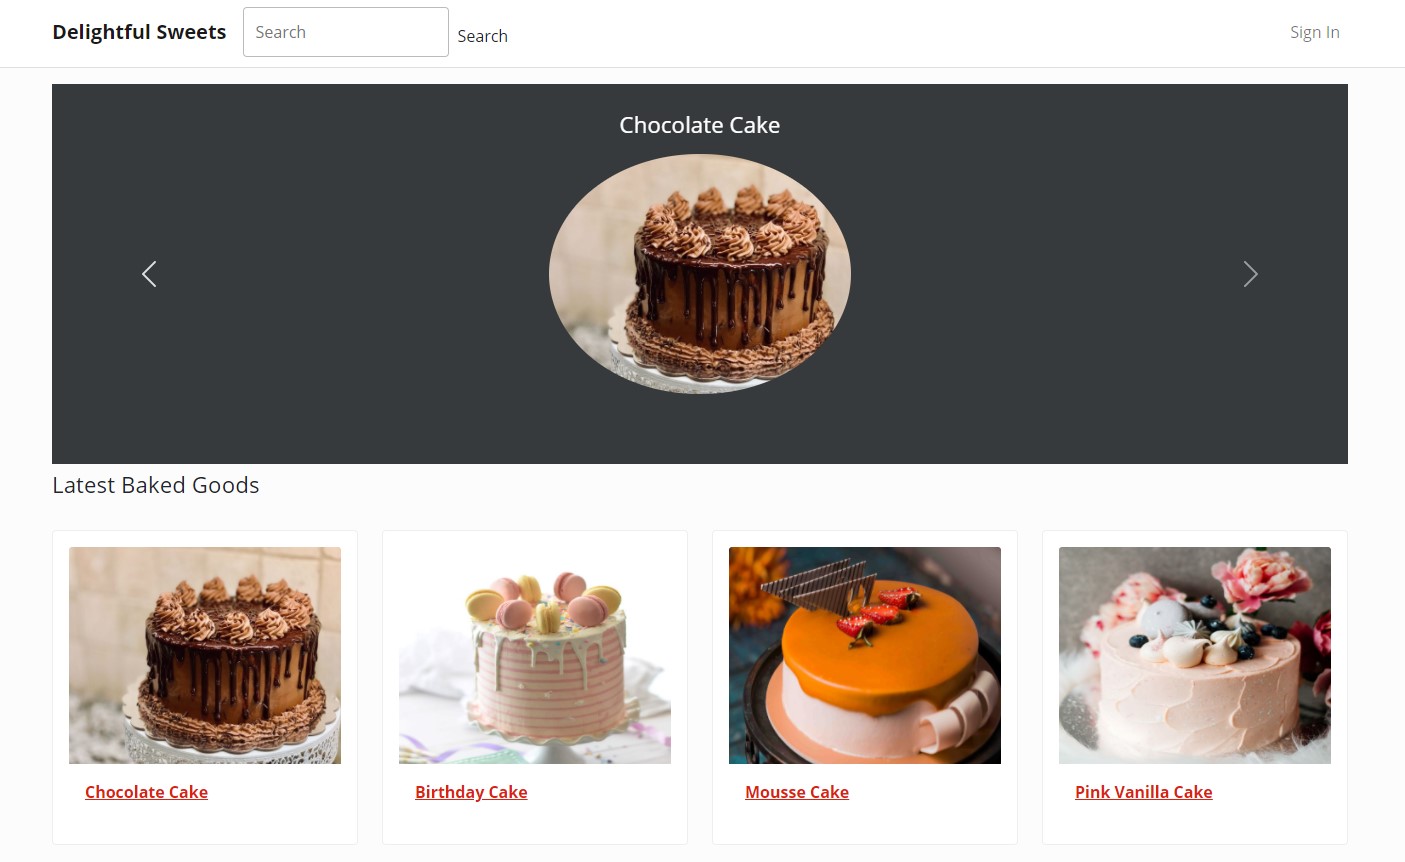 Delightful Sweets Search Search Sign In
Chocolate Cake
Latest Baked Goods
Chocolate Cake
Birthday Cake
Mousse Cake
Pink Vanilla Cake